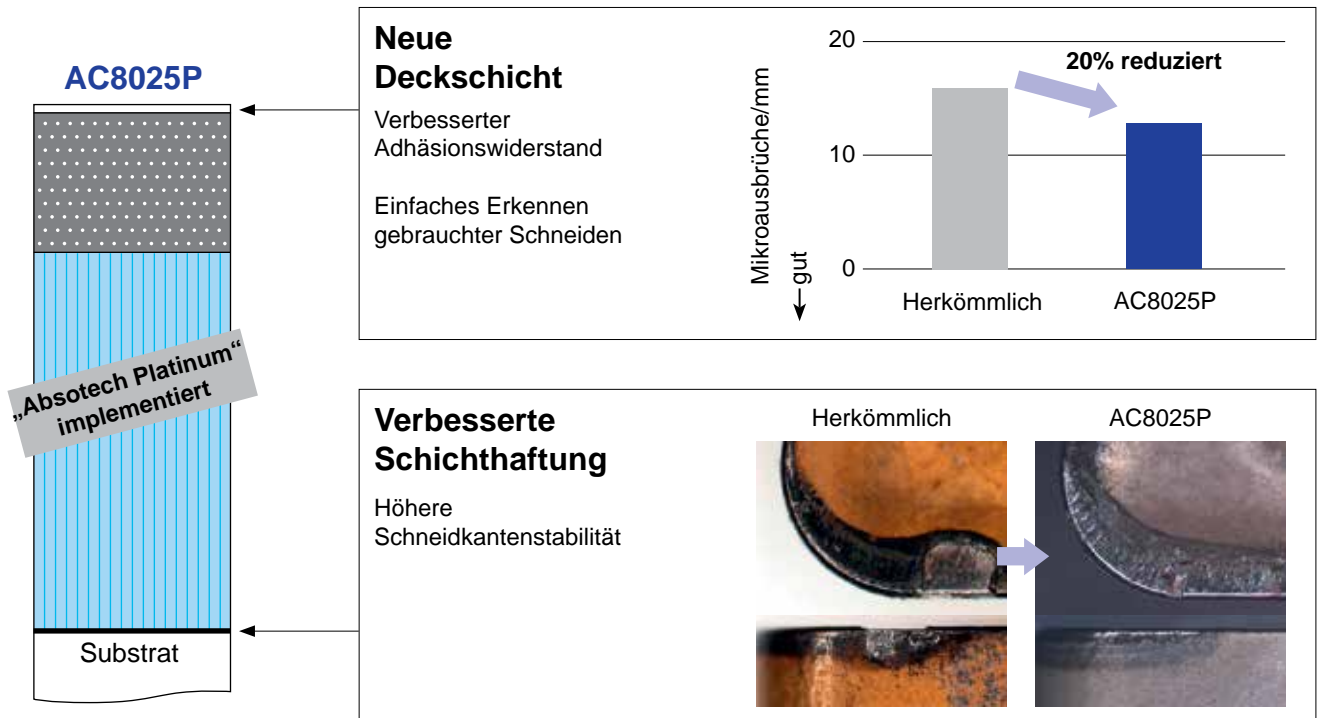 AC8025P
„Absotech Platinum“
implementiert
Substrat
Neue
Deckschicht
Verbesserter
Adhäsionswiderstand
Einfaches Erkennen
gebrauchter Schneiden
Mikroausbrüche/mm
gut
20
10
0
20% reduziert
Herkömmlich
AC8025P
Verbesserte
Schichthaftung
Höhere
Schneidkantenstabilität
Herkömmlich
AC8025P